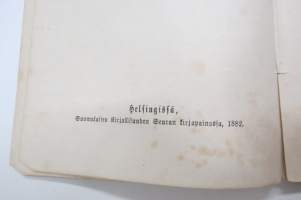 Helsingissä,
Suomalaisen Kirjallisuuden Seuran kirjapainossa, 1882.